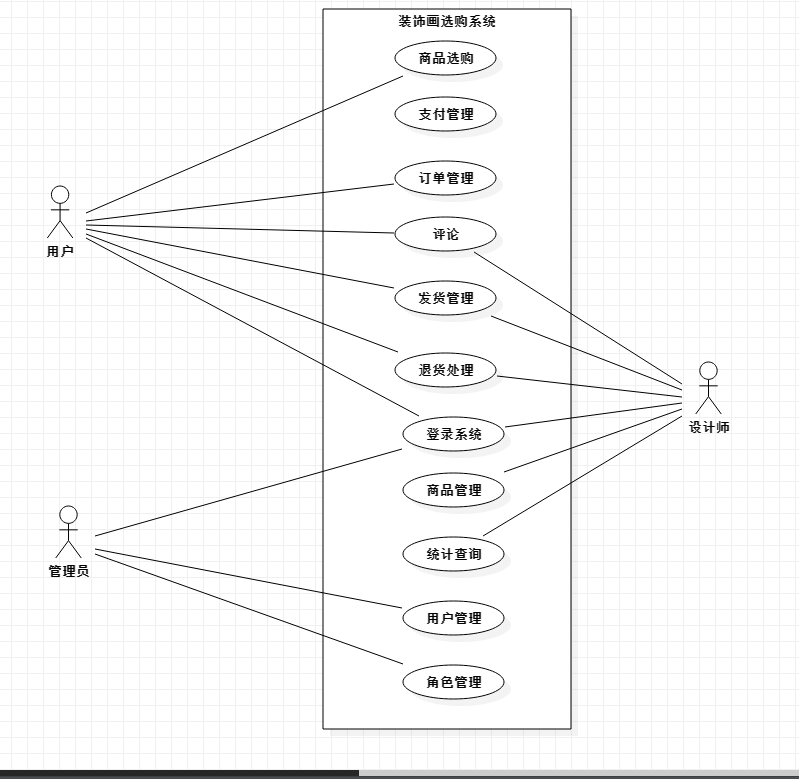 装饰画选购系统
商品选购
支付管理
订单管理
用户
评论
发货管理
退货处理
设计师
登录系统
商品管理
统计查询
管理员
用户管理
角色管理